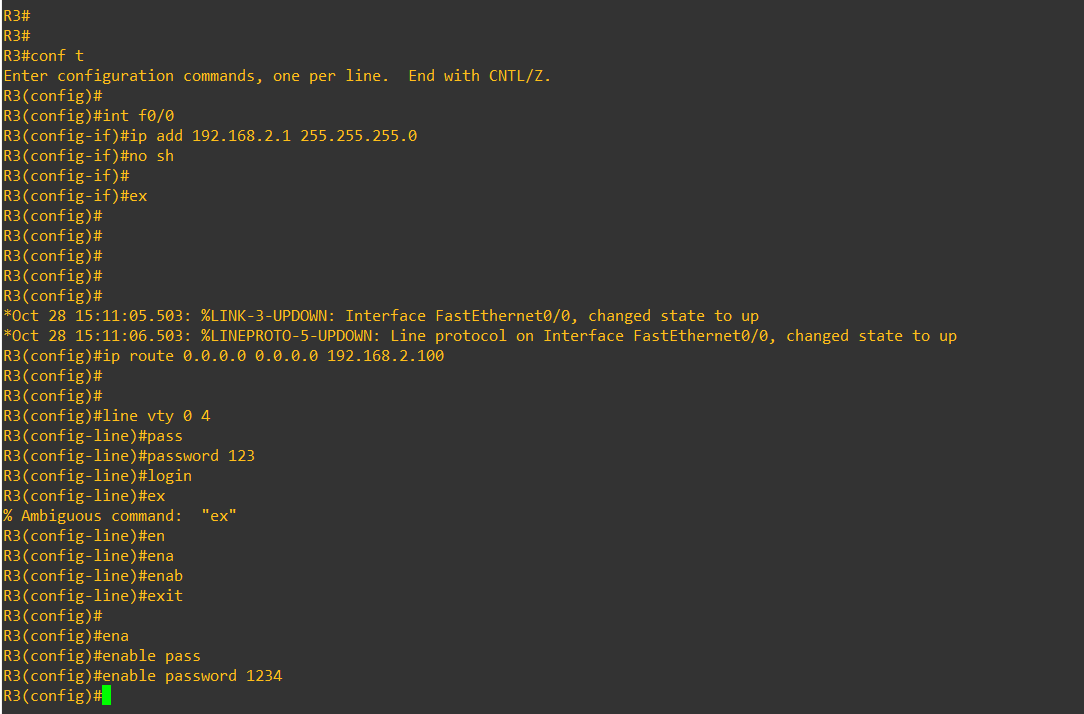 R3#
R3#
R3#conf t
Enter configuration commands, one per line.  End with CNTL/Z.
R3(config)#
R3(config)#int f0/0
R3(config-if)#ip add 192.168.2.1 255.255.255.0
R3(config-if)#no sh
R3(config-if)#
R3(config-if)#ex
R3(config)#
R3(config)#
R3(config)#
R3(config)#
R3(config)#
*Oct 28 15:11:05.503: %LINK-3-UPDOWN: Interface FastEthernet0/0, changed state to up
*Oct 28 15:11:06.503: %LINEPROTO-5-UPDOWN: Line protocol on Interface FastEthernet0/0, changed state to up
R3(config)#ip route 0.0.0.0 0.0.0.0 192.168.2.100
R3(config)#
R3(config)#
R3(config)#line vty 0 4
R3(config-line)#pass
R3(config-line)#password 123
R3(config-line)#login
R3(config-line)#ex
% Ambiguous command:  "ex"
R3(config-line)#en
R3(config-line)#ena
R3(config-line)#enab
R3(config-line)#exit
R3(config)#
R3(config)#ena
R3(config)#enable pass
R3(config)#enable password 1234
R3(config)#